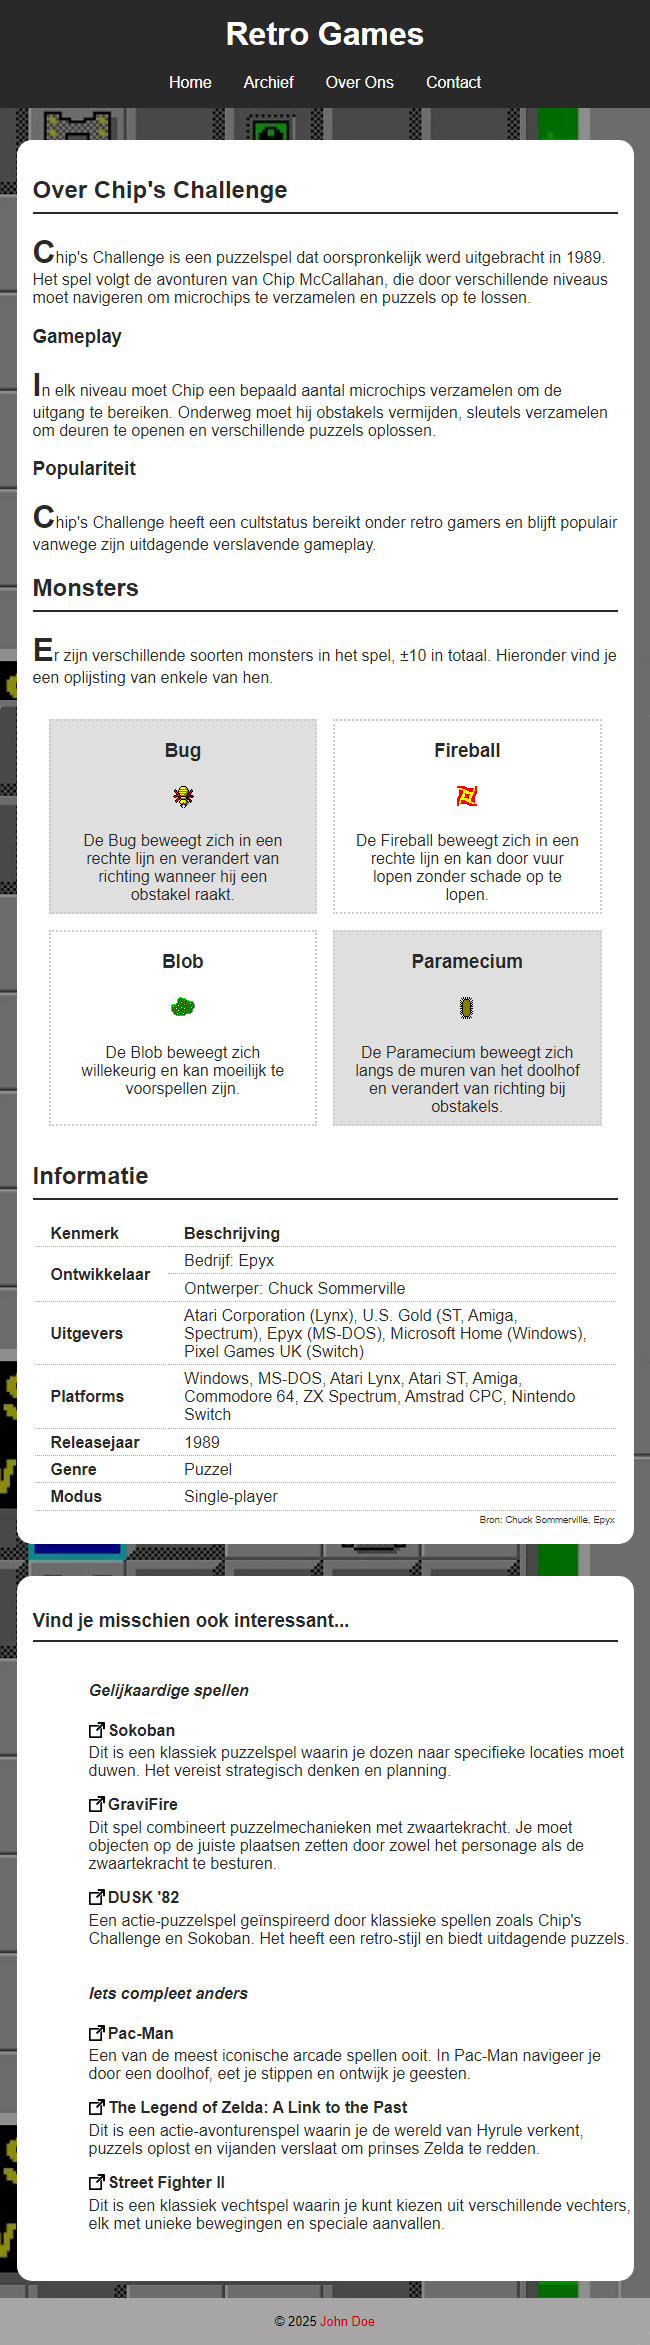 Retro Games
Home Archief Over Ons Contact
Over Chip's Challenge
Chip's Challenge is een puzzelspel dat oorspronkelijk werd uitgebracht in 1989.
Het spel volgt de avonturen van Chip McCallahan, die door verschillende niveaus
moet navigeren om microchips te verzamelen en puzzels op te lossen.
Gameplay
In elk niveau moet Chip een bepaald aantal microchips verzamelen om de
uitgang te bereiken. Onderweg moet hij obstakels vermijden, sleutels verzamelen
om deuren te openen en verschillende puzzels oplossen.
Populariteit
Chip's Challenge heeft een cultstatus bereikt onder retro gamers en blijft populair
vanwege zijn uitdagende verslavende gameplay.
Monsters
Er zijn verschillende soorten monsters in het spel, ±10 in totaal. Hieronder vind je
een oplijsting van enkele van hen.
Bug
De Bug beweegt zich in een
rechte lijn en verandert van
richting wanneer hij een
obstakel raakt.
Fireball
De Fireball beweegt zich in een
rechte lijn en kan door vuur
lopen zonder schade op te
lopen.
Blob
De Blob beweegt zich
willekeurig en kan moeilijk te
voorspellen zijn.
Paramecium
De Paramecium beweegt zich
langs de muren van het doolhof
en verandert van richting bij
obstakels.
Informatie
Kenmerk Beschrijving
Ontwikkelaar Bedrijf: Epyx
Ontwerper: Chuck Sommerville
Uitgevers Atari Corporation (Lynx), U.S. Gold (ST, Amiga,
Spectrum), Epyx (MS-DOS), Microsoft Home (Windows),
Pixel Games UK (Switch)
Platforms Windows, MS-DOS, Atari Lynx, Atari ST, Amiga,
Commodore 64, ZX Spectrum, Amstrad CPC, Nintendo
Switch
Releasejaar 1989
Genre Puzzel
Modus Single-player
Bron: Chuck Sommerville, Epyx
Vind je misschien ook interessant...
Gelijkaardige spellen
Sokoban
Dit is een klassiek puzzelspel waarin je dozen naar specifieke locaties moet
duwen. Het vereist strategisch denken en planning.
GraviFire
Dit spel combineert puzzelmechanieken met zwaartekracht. Je moet
objecten op de juiste plaatsen zetten door zowel het personage als de
zwaartekracht te besturen.
DUSK '82
Een actie-puzzelspel geïnspireerd door klassieke spellen zoals Chip's
Challenge en Sokoban. Het heeft een retro-stijl en biedt uitdagende puzzels.
Iets compleet anders
Pac-Man
Een van de meest iconische arcade spellen ooit. In Pac-Man navigeer je
door een doolhof, eet je stippen en ontwijk je geesten.
The Legend of Zelda: A Link to the Past
Dit is een actie-avonturenspel waarin je de wereld van Hyrule verkent,
puzzels oplost en vijanden verslaat om prinses Zelda te redden.
Street Fighter II
Dit is een klassiek vechtspel waarin je kunt kiezen uit verschillende vechters,
elk met unieke bewegingen en speciale aanvallen.
© 2025 John Doe